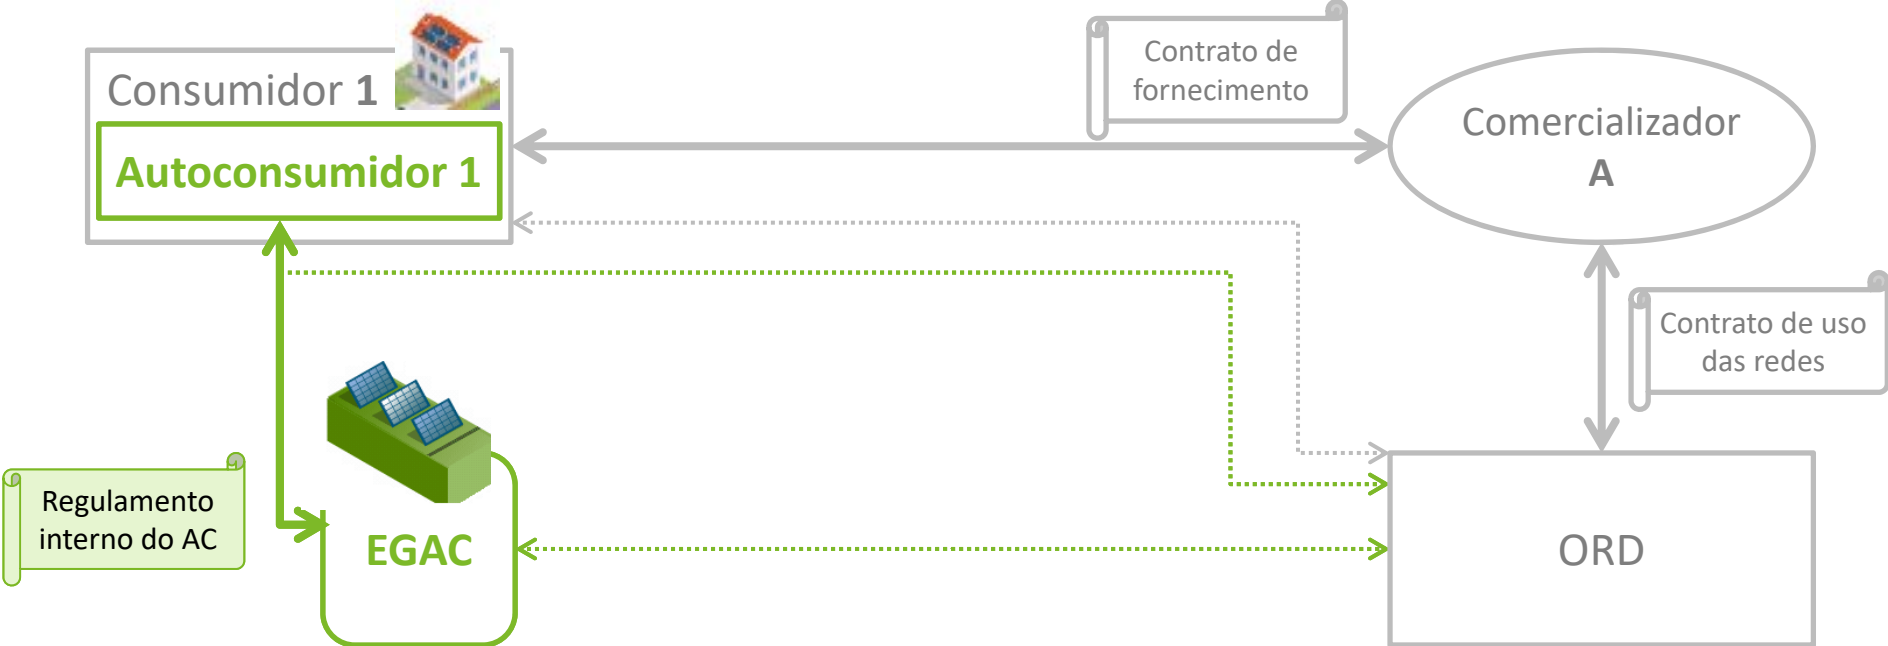 Consumidor 1
Autoconsumidor 1
Contrato de
fornecimento
Comercializador
A
Contrato de uso
das redes
Regulamento
interno do AC
EGAC
ORD